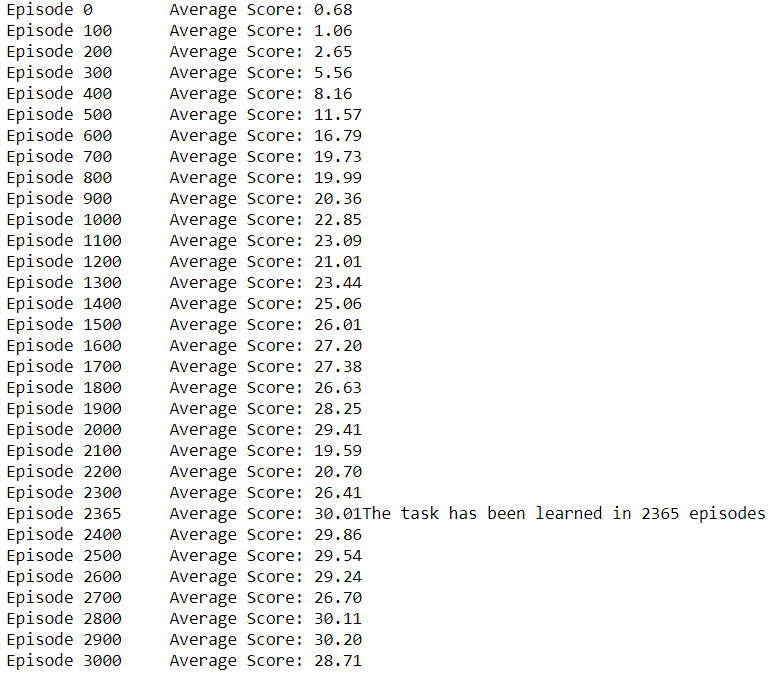 Episode 0 Average Score: 0.68
Episode 100 Average Score: 1.06
Episode 200 Average Score: 2.65
Episode 300 Average Score: 5.56
Episode 400 Average Score: 8.16
Episode 500 Average Score: 11.57
Episode 600 Average Score: 16.79
Episode 700 Average Score: 19.73
Episode 800 Average Score: 19.99
Episode 900 Average Score: 20.36
Episode 1000 Average Score: 22.85
Episode 1100 Average Score: 23.09
Episode 1200 Average Score: 21.01
Episode 1300 Average Score: 23.44
Episode 1400 Average Score: 25.06
Episode 1500 Average Score: 26.01
Episode 1600 Average Score: 27.20
Episode 1700 Average Score: 27.38
Episode 1800 Average Score: 26.63
Episode 1900 Average Score: 28.25
Episode 2000 Average Score: 29.41
Episode 2100 Average Score: 19.59
Episode 2200 Average Score: 20.70
Episode 2300 Average Score: 26.41
Episode 2365 Average Score: 30.01The task has been learned in 2365 episodes
Episode 2400 Average Score: 29.86
Episode 2500 Average Score: 29.54
Episode 2600 Average Score: 29.24
Episode 2700 Average Score: 26.70
Episode 2800 Average Score: 30.11
Episode 2900 Average Score: 30.20
Episode 3000 Average Score: 28.71